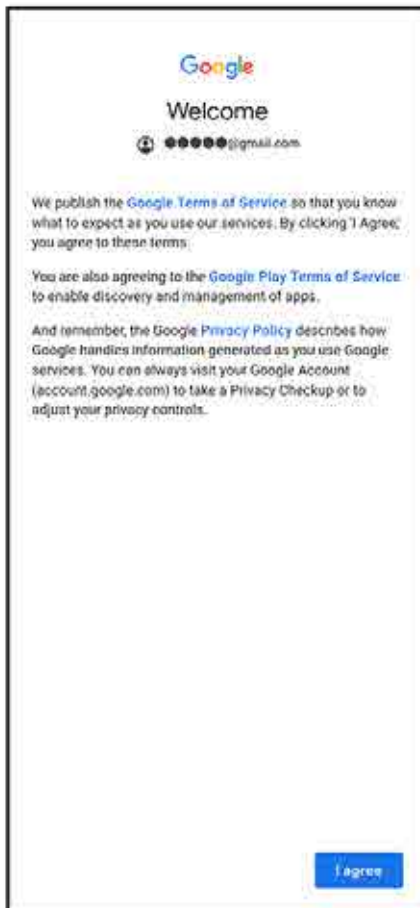 Google
Welcome
●●●●●@gmail.com
We publish the Google Terms of Service so that you know
what to expect as you use our services. By clicking 'I Agree,'
you agree to these terms.
You are also agreeing to the Google Play Terms of Service
to enable discovery and management of apps.
And remember, the Google Privacy Policy describes how
Google handles information generated as you use Google
services. You can always visit your Google Account
(account.google.com) to take a Privacy Checkup or to
adjust your privacy controls.
I agree